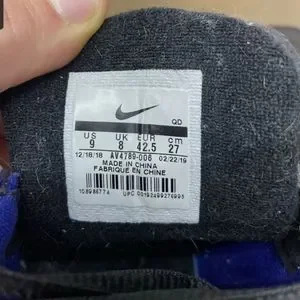 QD
US UK EUR cm
9 8 42.5 27
12/18/18 AV4789-006 02/22/19
MADE IN CHINA
FABRIQUE EN CHINE